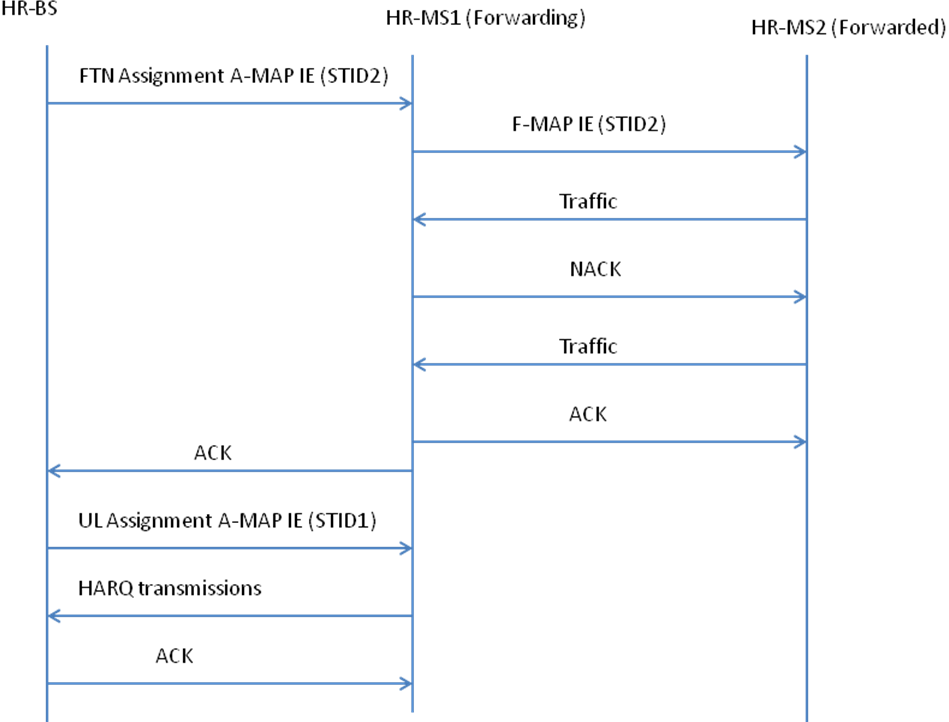 HR-BS
HR-MS1 (Forwarding)
HR-MS2 (Forwarded)
FTN Assignment A-MAP IE (STID2)
F-MAP IE (STID2)
Traffic
NACK
Traffic
ACK
ACK
UL Assignment A-MAP IE (STID1)
HARQ transmissions
ACK